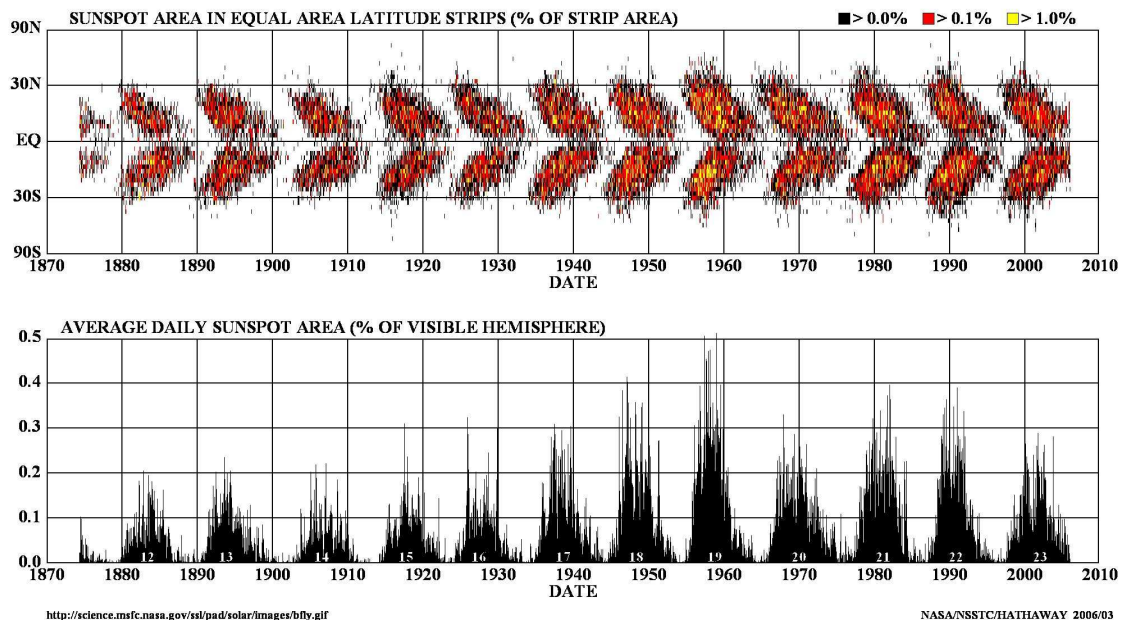 SUNSPOT AREA IN EQUAL AREA LATITUDE STRIPS (% OF STRIP AREA) > 0.0% > 0.1% > 1.0%
90N
30N
EQ
30S
90S
1870 1880 1890 1900 1910 1920 1930 1940 1950 1960 1970 1980 1990 2000 2010
DATE
AVERAGE DAILY SUNSPOT AREA (% OF VISIBLE HEMISPHERE)
0.5
0.4
0.3
0.2
0.1
0.0
12 13 14 15 16 17 18 19 20 21 22 23
1870 1880 1890 1900 1910 1920 1930 1940 1950 1960 1970 1980 1990 2000 2010
DATE
http://science.msfc.nasa.gov/ssl/pad/solar/images/bfly.gif NASA/NSSTC/HATHAWAY 2006/03